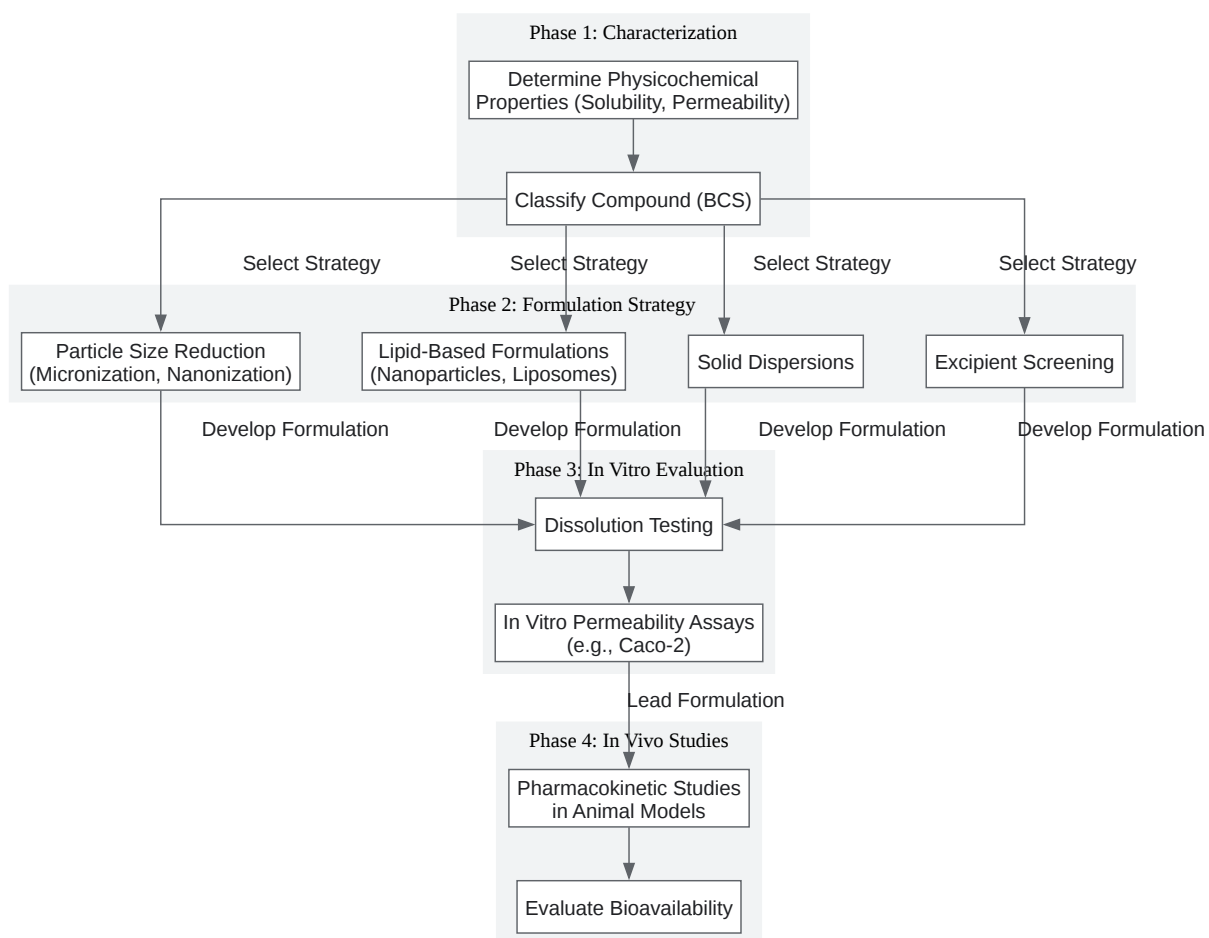 Phase 1: Characterization
Determine Physicochemical
Properties (Solubility, Permeability)
Classify Compound (BCS)
Select Strategy
Select Strategy
Select Strategy
Select Strategy
Phase 2: Formulation Strategy
Particle Size Reduction
(Micronization, Nanonization)
Lipid-Based Formulations
(Nanoparticles, Liposomes)
Solid Dispersions
Excipient Screening
Develop Formulation
Develop Formulation
Develop Formulation
Develop Formulation
Phase 3: In Vitro Evaluation
Dissolution Testing
In Vitro Permeability Assays
(e.g., Caco-2)
Lead Formulation
Phase 4: In Vivo Studies
Pharmacokinetic Studies
in Animal Models
Evaluate Bioavailability